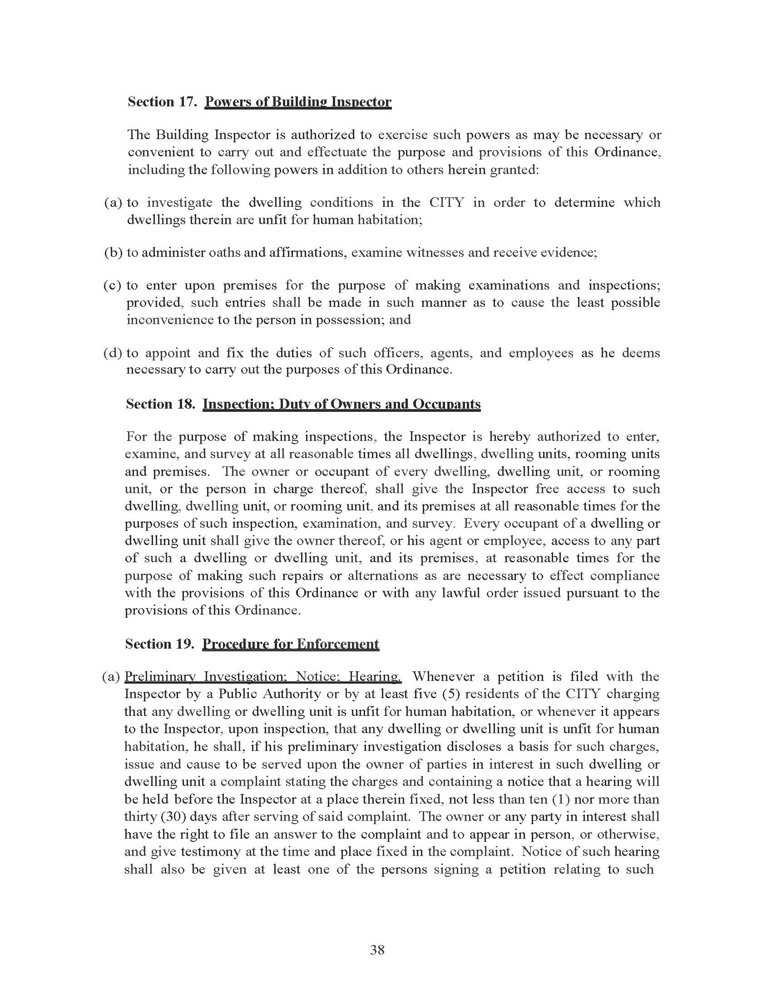 Section 17. Powers of Building Inspector
The Building Inspector is authorized to exercise such powers as may be necessary or
convenient to carry out and effectuate the purpose and provisions of this Ordinance,
including the following powers in addition to others herein granted:
(a) to investigate the dwelling conditions in the CITY in order to determine which
dwellings therein are unfit for human habitation;
(b) to administer oaths and affirmations, examine witnesses and receive evidence;
(c) to enter upon premises for the purpose of making examinations and inspections;
provided, such entries shall be made in such manner as to cause the least possible
inconvenience to the person in possession; and
(d) to appoint and fix the duties of such officers, agents, and employees as he deems
necessary to carry out the purposes of this Ordinance.
Section 18. Inspection; Duty of Owners and Occupants
For the purpose of making inspections, the Inspector is hereby authorized to enter,
examine, and survey at all reasonable times all dwellings, dwelling units, rooming units
and premises. The owner or occupant of every dwelling, dwelling unit, or rooming
unit, or the person in charge thereof, shall give the Inspector free access to such
dwelling, dwelling unit, or rooming unit, and its premises at all reasonable times for the
purposes of such inspection, examination, and survey. Every occupant of a dwelling or
dwelling unit shall give the owner thereof, or his agent or employee, access to any part
of such a dwelling or dwelling unit, and its premises, at reasonable times for the
purpose of making such repairs or alternations as are necessary to effect compliance
with the provisions of this Ordinance or with any lawful order issued pursuant to the
provisions of this Ordinance.
Section 19. Procedure for Enforcement
(a) Preliminary Investigation; Notice; Hearing. Whenever a petition is filed with the
Inspector by a Public Authority or by at least five (5) residents of the CITY charging
that any dwelling or dwelling unit is unfit for human habitation, or whenever it appears
to the Inspector, upon inspection, that any dwelling or dwelling unit is unfit for human
habitation, he shall, if his preliminary investigation discloses a basis for such charges,
issue and cause to be served upon the owner of parties in interest in such dwelling or
dwelling unit a complaint stating the charges and containing a notice that a hearing will
be held before the Inspector at a place therein fixed, not less than ten (1) nor more than
thirty (30) days after serving of said complaint. The owner or any party in interest shall
have the right to file an answer to the complaint and to appear in person, or otherwise,
and give testimony at the time and place fixed in the complaint. Notice of such hearing
shall also be given at least one of the persons signing a petition relating to such
38